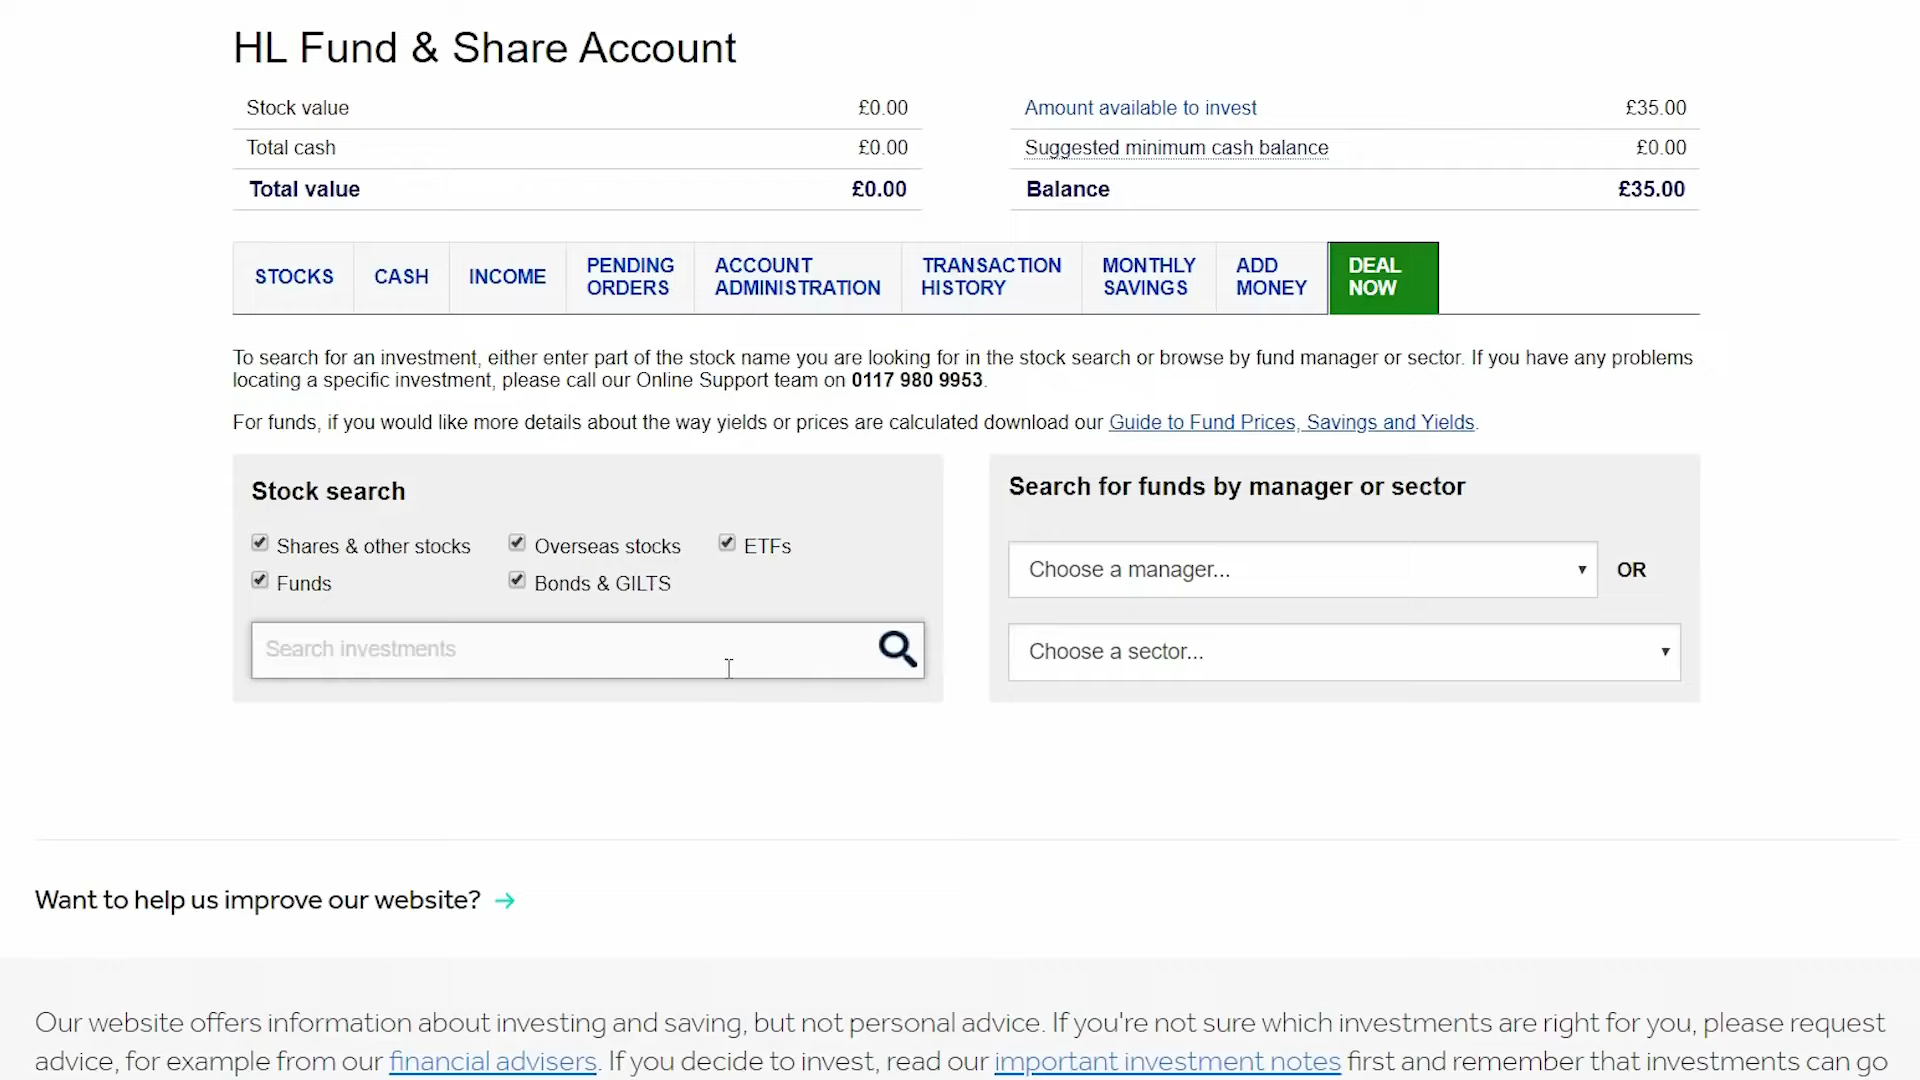 HL Fund & Share Account
Stock value £0.00
Total cash £0.00
Total value £0.00
Amount available to invest £35.00
Suggested minimum cash balance £0.00
Balance £35.00
STOCKS
CASH
INCOME
PENDING
ORDERS
ACCOUNT
ADMINISTRATION
TRANSACTION
HISTORY
MONTHLY
SAVINGS
ADD
MONEY
DEAL
NOW
To search for an investment, either enter part of the stock name you are looking for in the stock search or browse by fund manager or sector. If you have any problems
locating a specific investment, please call our Online Support team on 0117 980 9953.
For funds, if you would like more details about the way yields or prices are calculated download our Guide to Fund Prices, Savings and Yields.
Stock search
Shares & other stocks Overseas stocks ETFs
Funds Bonds & GILTS
Search investments
Search for funds by manager or sector
Choose a manager... OR
Choose a sector...
Want to help us improve our website? →
Our website offers information about investing and saving, but not personal advice. If you're not sure which investments are right for you, please request
advice, for example from our financial advisers. If you decide to invest, read our important investment notes first and remember that investments can go